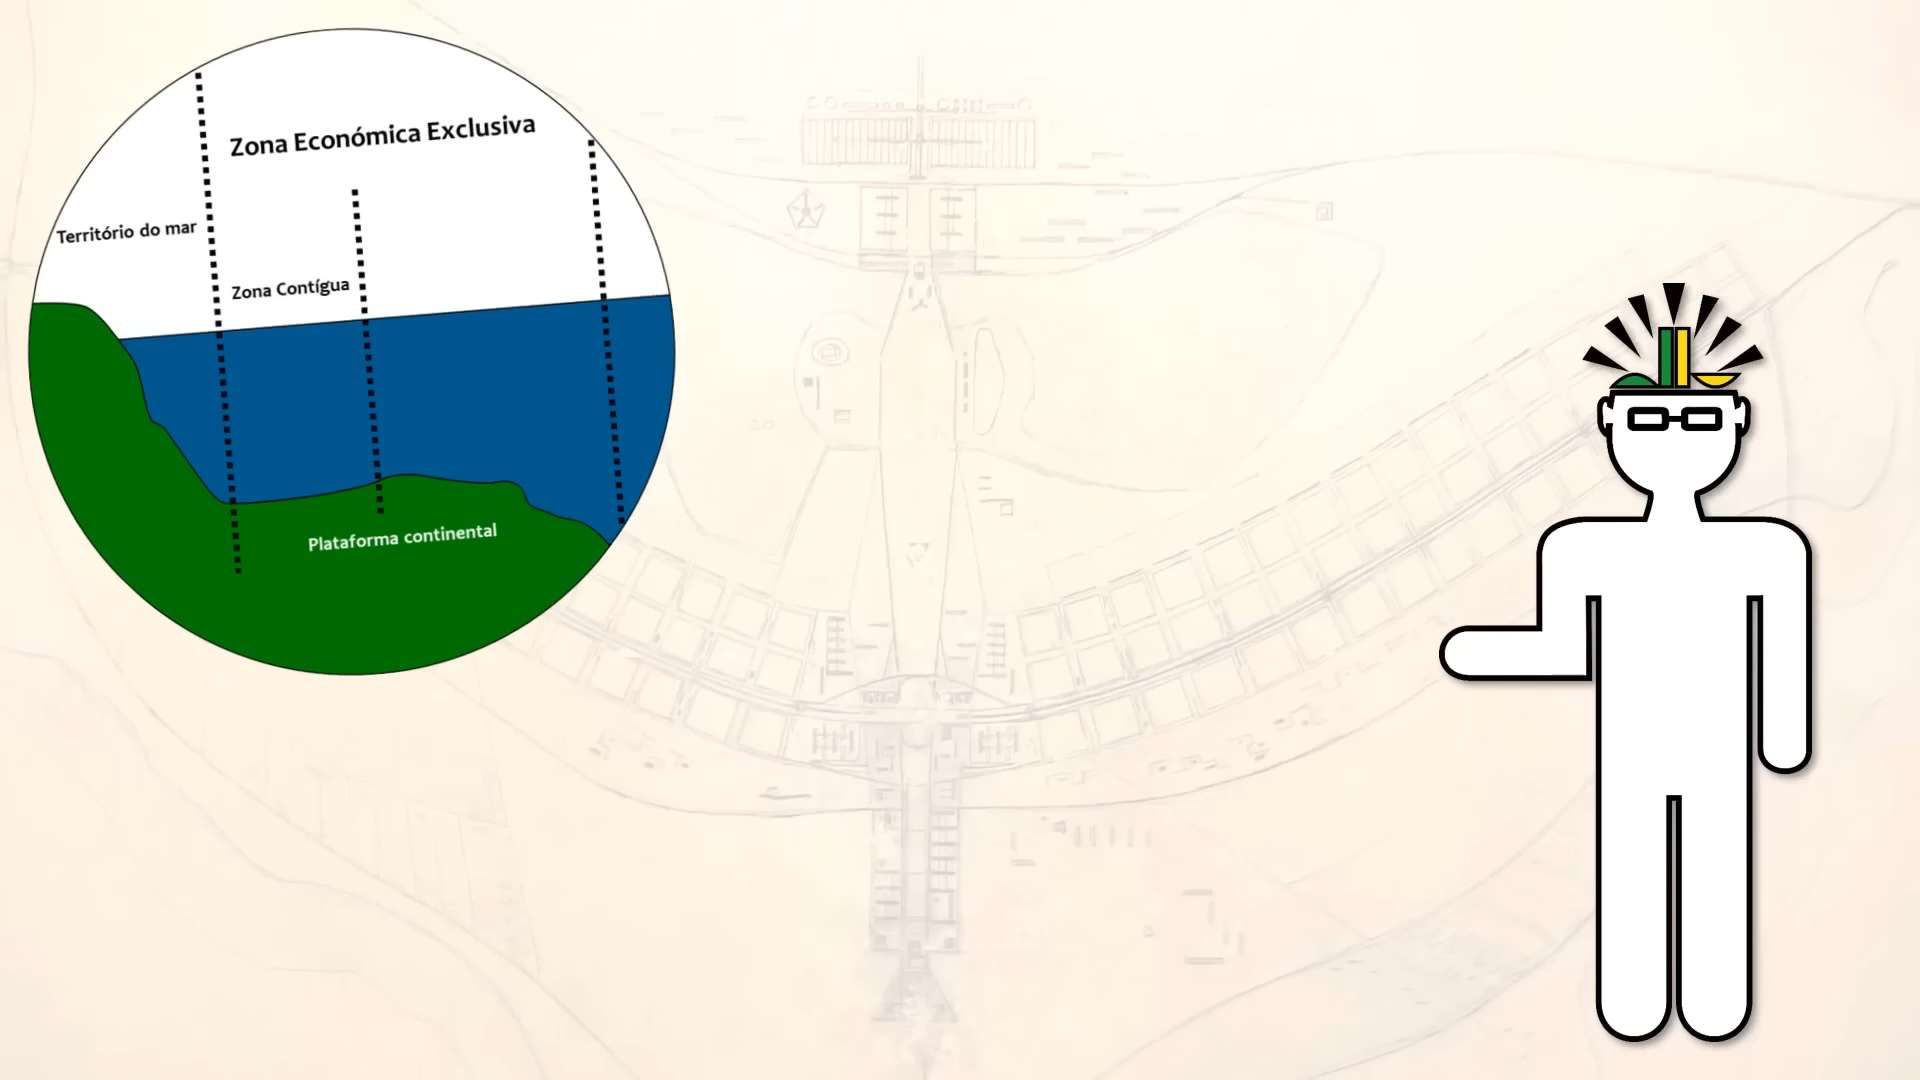 Zona Económica Exclusiva
Território do mar
Zona Contígua
Plataforma continental